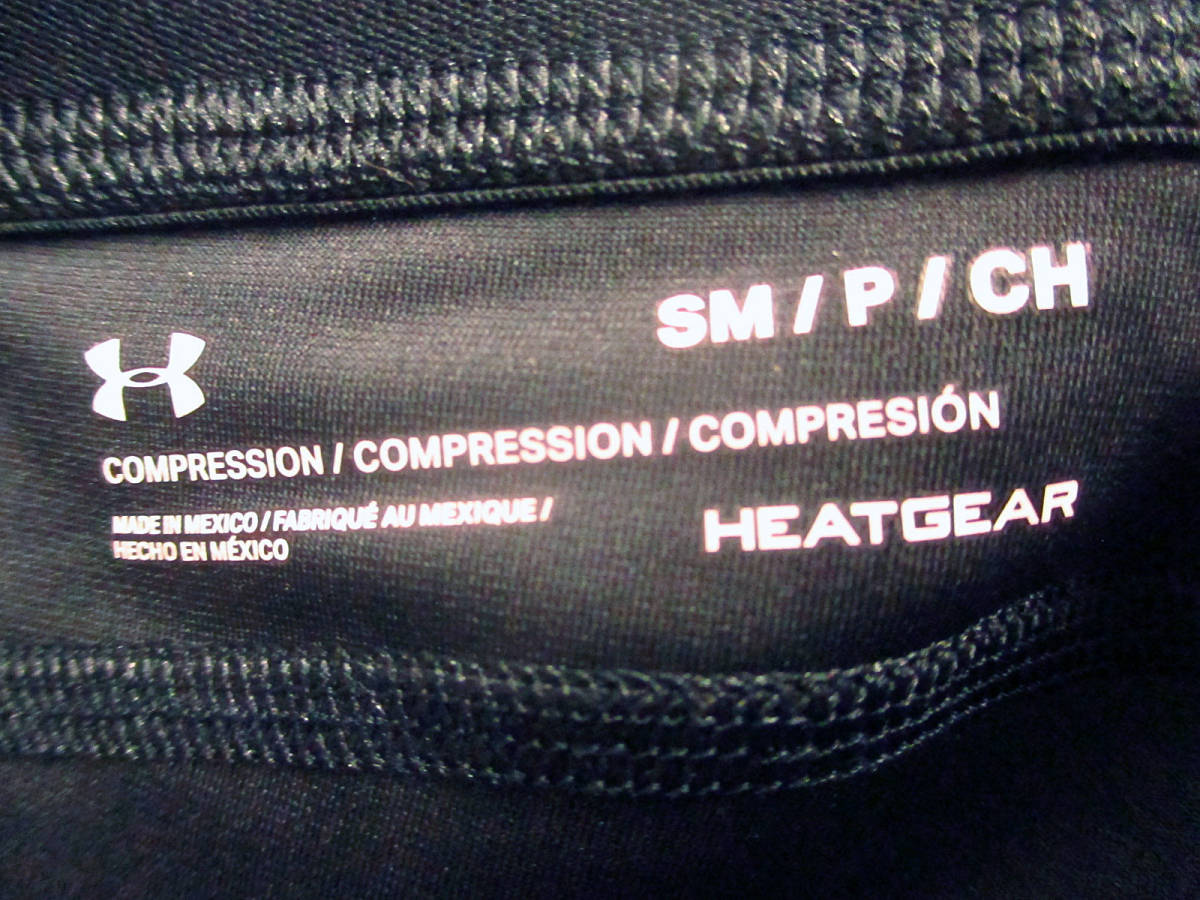 SM / P / CH
COMPRESSION / COMPRESSION / COMPRESIÓN
MADE IN MEXICO / FABRIQUÉ AU MEXIQUE /
HECHO EN MÉXICO
HEATGEAR